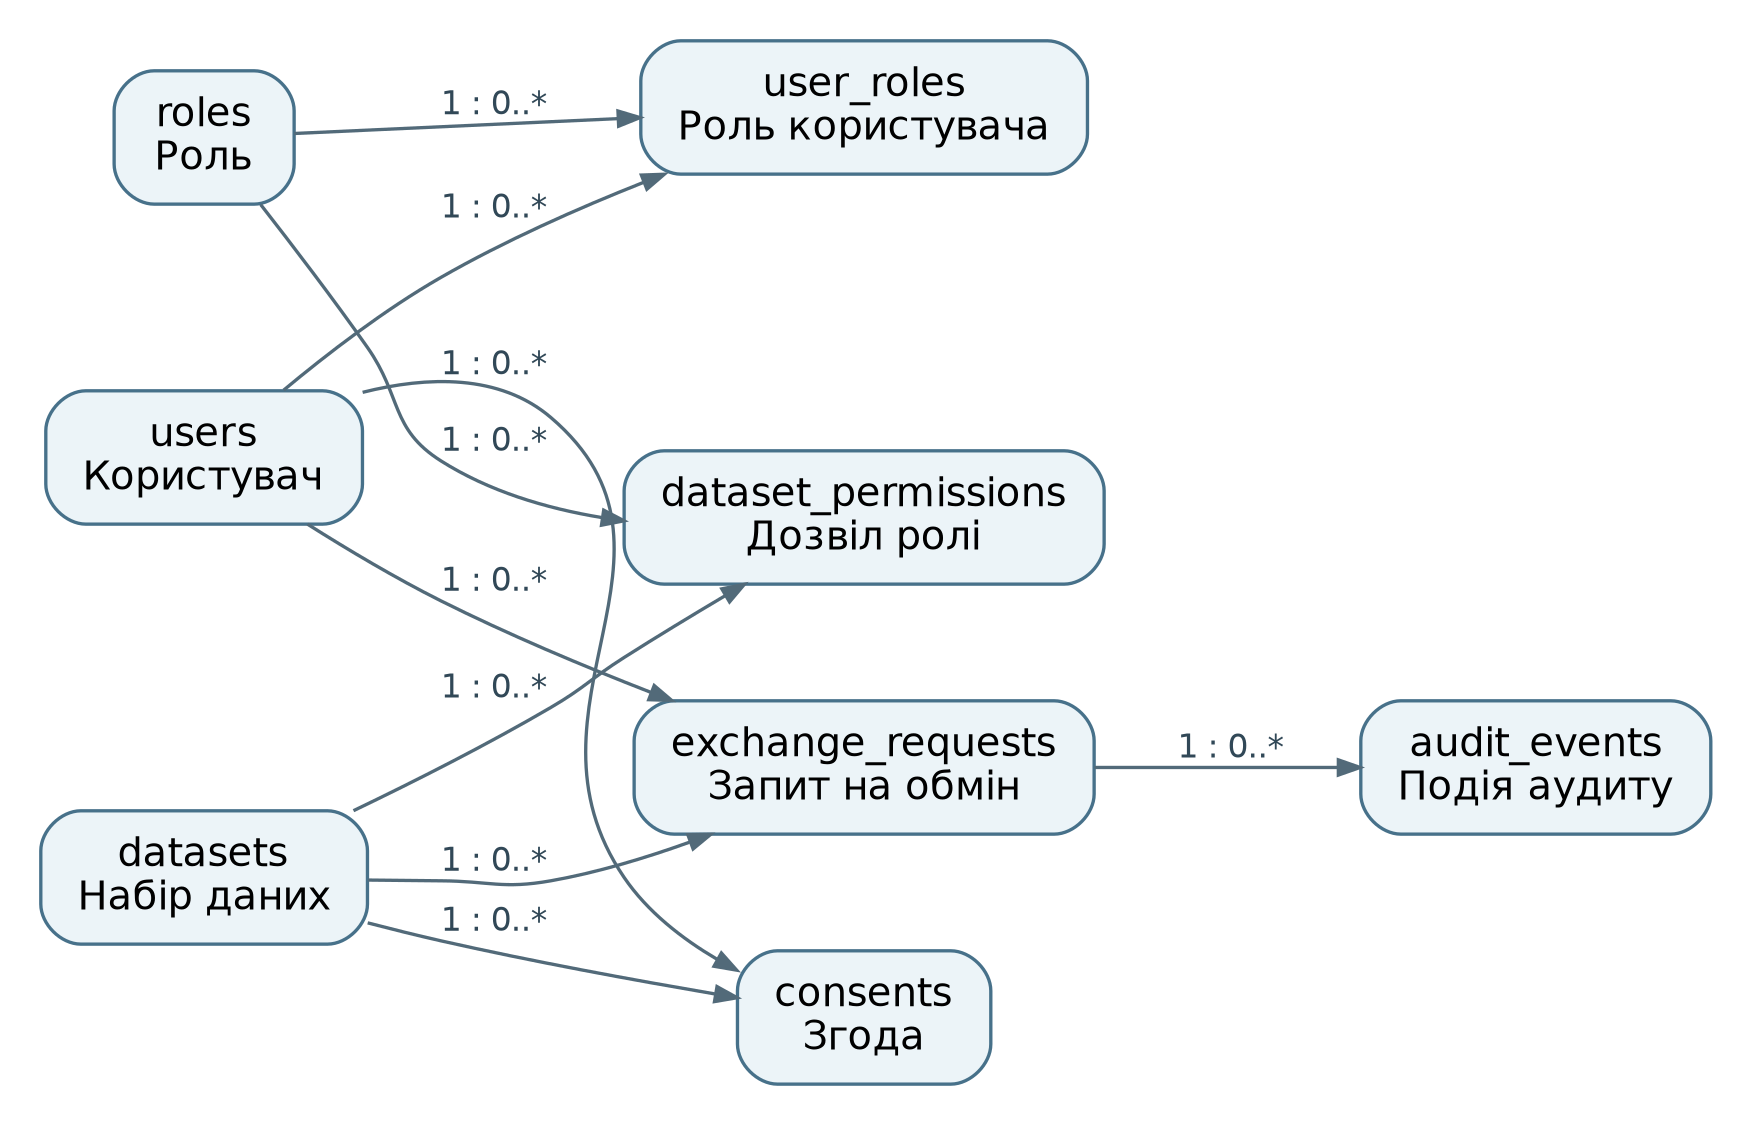 roles
Роль
1 : 0..*
user_roles
Роль користувача
1 : 0..*
users
Користувач
1 : 0..*
1 : 0..*
dataset_permissions
Дозвіл ролі
1 : 0..*
1 : 0..*
exchange_requests
Запит на обмін
1 : 0..*
audit_events
Подія аудиту
datasets
Набір даних
1 : 0..*
1 : 0..*
consents
Згода